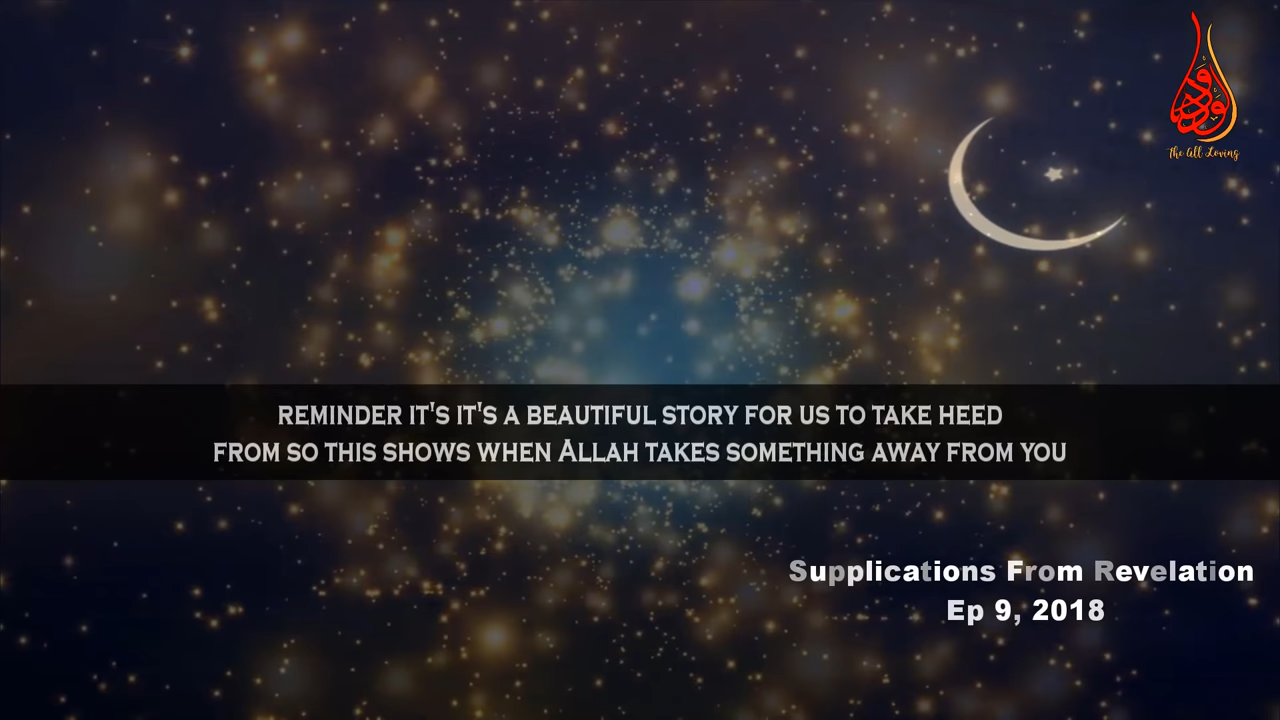 The All Loving
REMINDER IT'S IT'S A BEAUTIFUL STORY FOR US TO TAKE HEED
FROM SO THIS SHOWS WHEN ALLAH TAKES SOMETHING AWAY FROM YOU
Supplications From Revelation
Ep 9, 2018